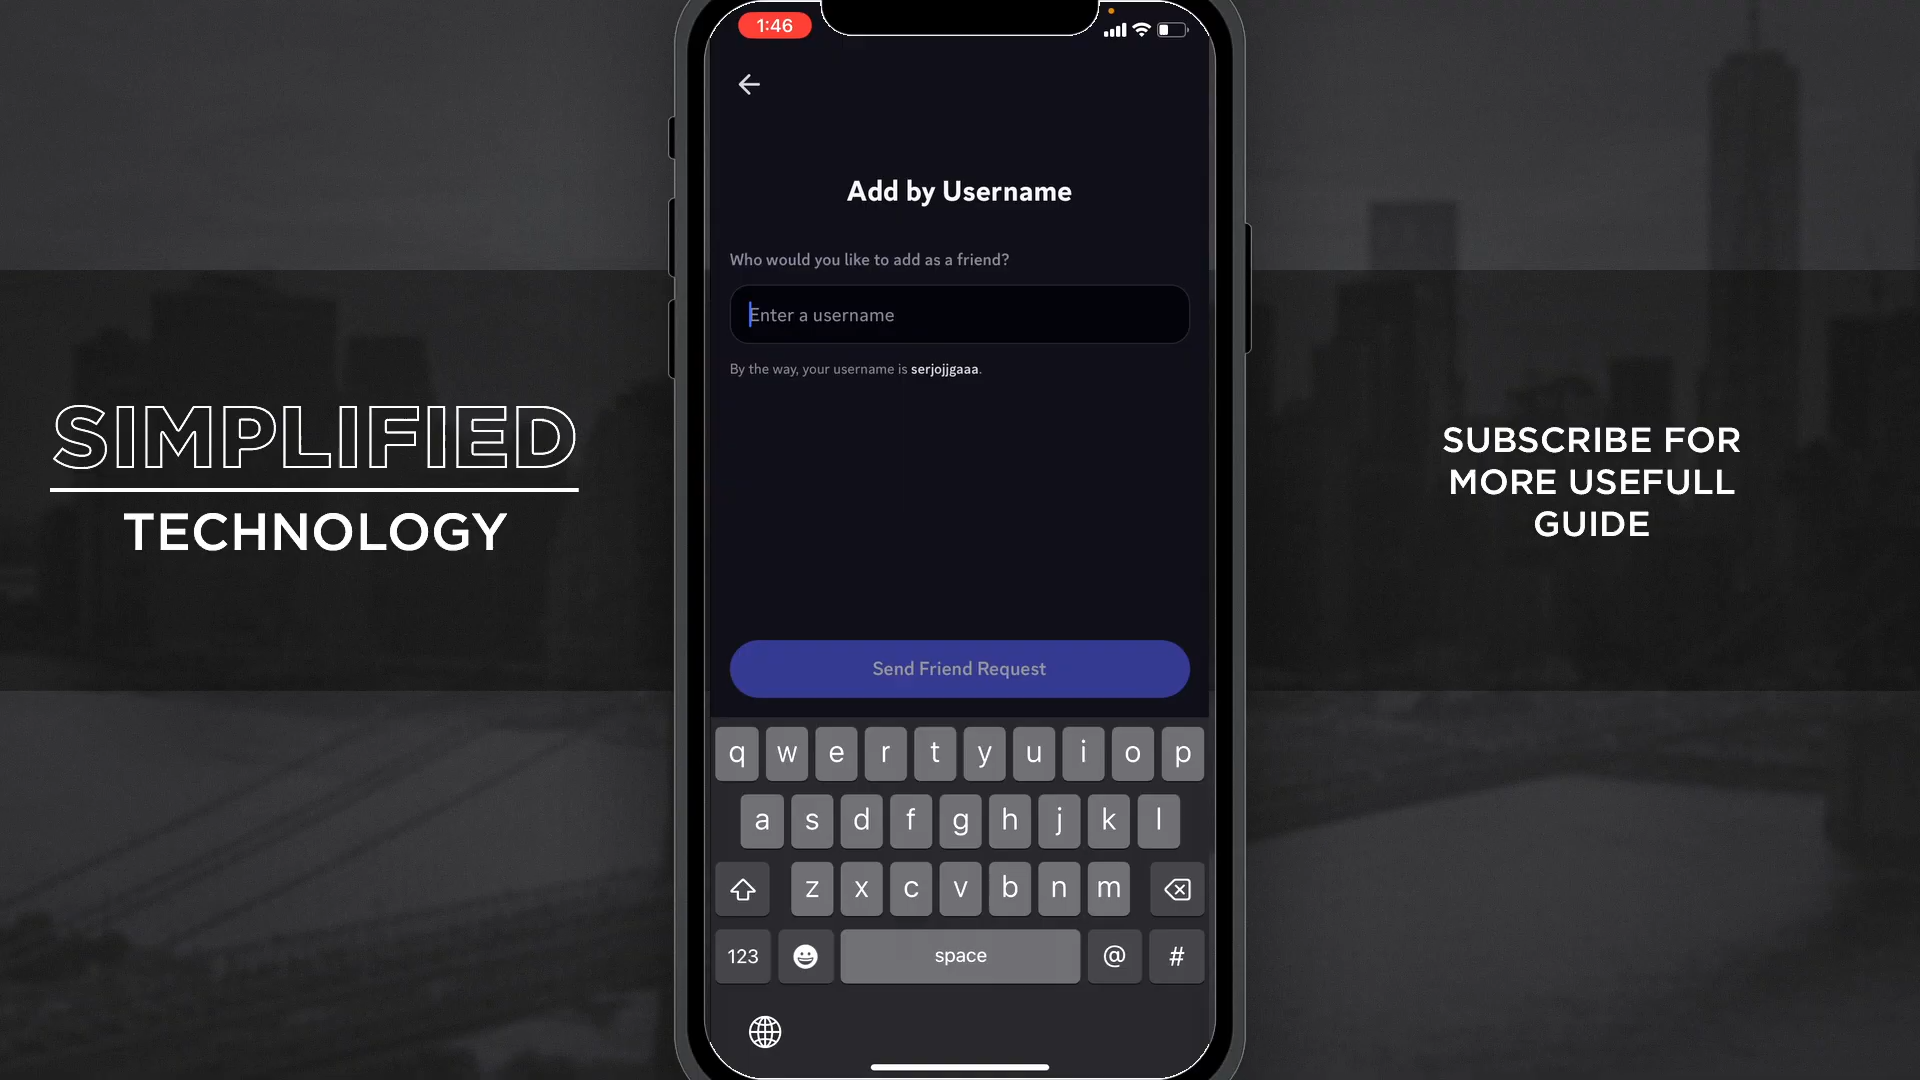 1:46
Add by Username
Who would you like to add as a friend?
Enter a username
By the way, your username is serjojjgaaa.
SIMPLIFIED
TECHNOLOGY
SUBSCRIBE FOR
MORE USEFULL
GUIDE
Send Friend Request
q w e r t y u i o p
a s d f g h j k l
z x c v b n m
123 space @ #